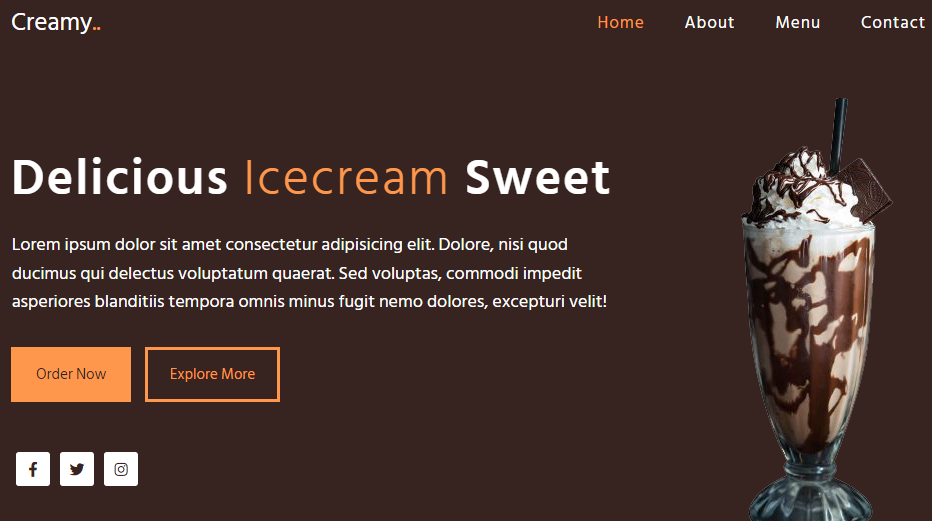 Creamy..
Home About Menu Contact
Delicious Icecream Sweet
Lorem ipsum dolor sit amet consectetur adipisicing elit. Dolore, nisi quod
ducimus qui delectus voluptatum quaerat. Sed voluptas, commodi impedit
asperiores blanditiis tempora omnis minus fugit nemo dolores, excepturi velit!
Order Now
Explore More